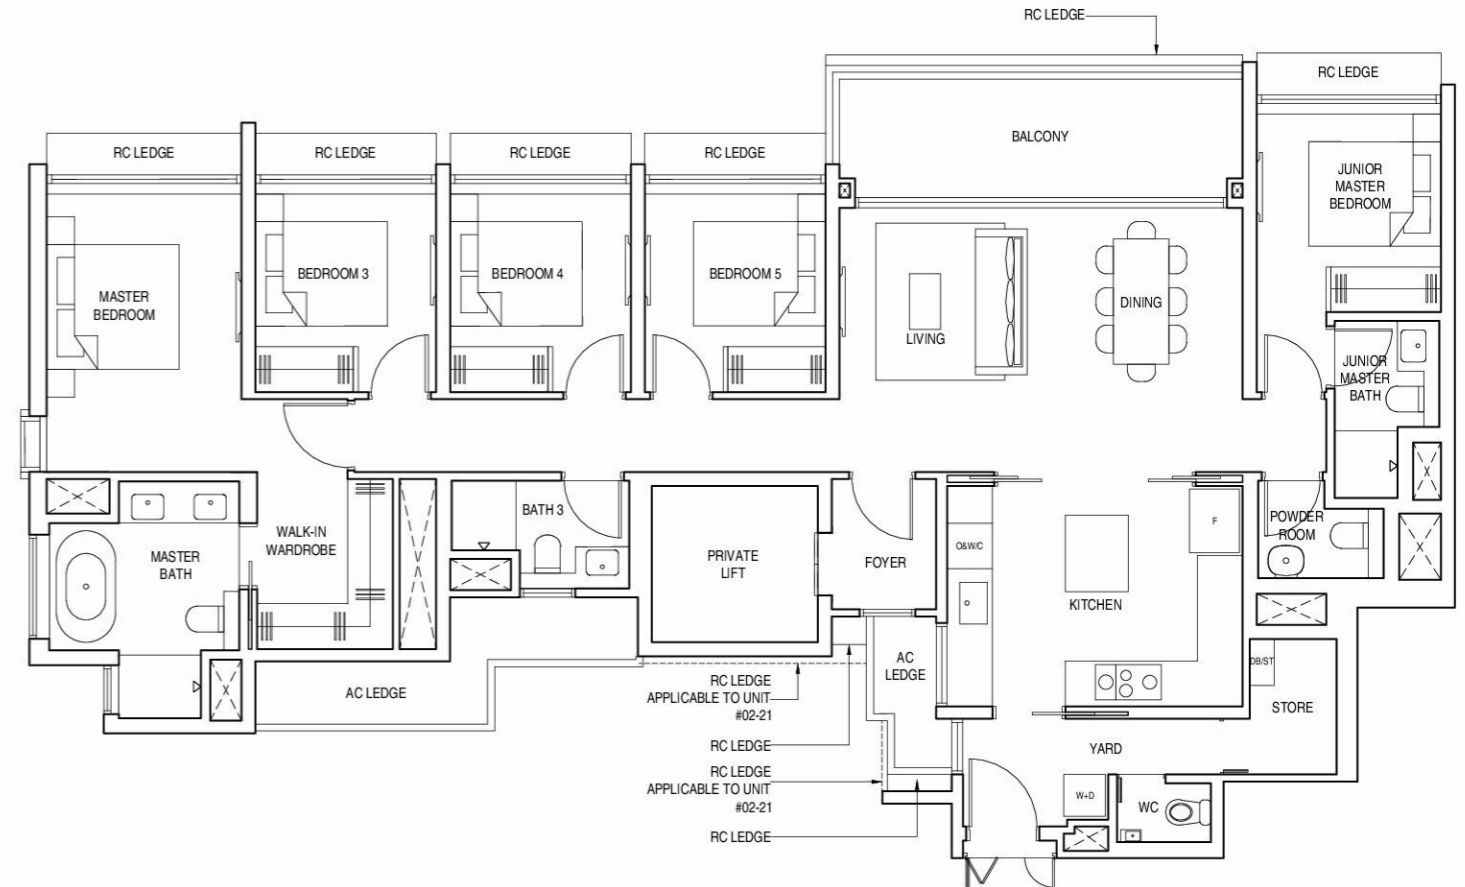 RC LEDGE
RC LEDGE
BALCONY
RC LEDGE
RC LEDGE
RC LEDGE
RC LEDGE
JUNIOR
MASTER
BEDROOM
MASTER
BEDROOM
BEDROOM 3
BEDROOM 4
BEDROOM 5
LIVING
DINING
JUNIOR
MASTER
BATH
WALK-IN
WARDROBE
MASTER
BATH
BATH 3
PRIVATE
LIFT
FOYER
O&W/C
F
POWDER
ROOM
KITCHEN
AC LEDGE
AC
LEDGE
DB/ST
STORE
RC LEDGE
APPLICABLE TO UNIT
#02-21
RC LEDGE
RC LEDGE
APPLICABLE TO UNIT
#02-21
RC LEDGE
YARD
W+D
WC